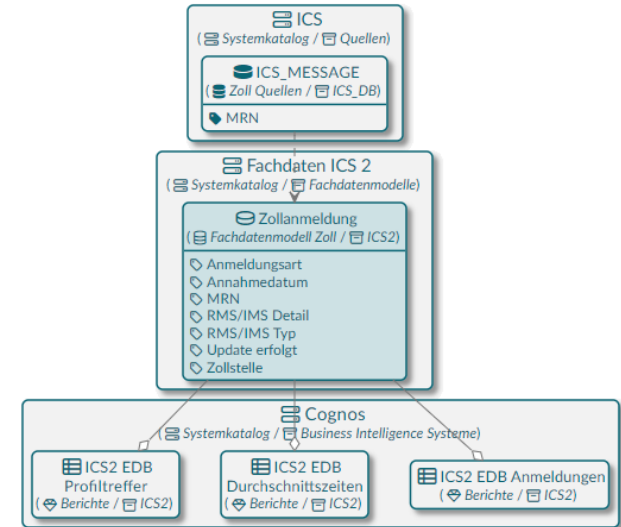 ICS
( Systemkatalog / Quellen)
ICS_MESSAGE
( Zoll Quellen / ICS_DB)
MRN
Fachdaten ICS 2
( Systemkatalog / Fachdatenmodelle)
Zollanmeldung
( Fachdatenmodell Zoll / ICS2)
Anmeldungsart
Annahmedatum
MRN
RMS/IMS Detail
RMS/IMS Typ
Update erfolgt
Zollstelle
Cognos
( Systemkatalog / Business Intelligence Systeme)
ICS2 EDB
Profiltreffer
( Berichte / ICS2)
ICS2 EDB
Durchschnittszeiten
( Berichte / ICS2)
ICS2 EDB Anmeldungen
( Berichte / ICS2)